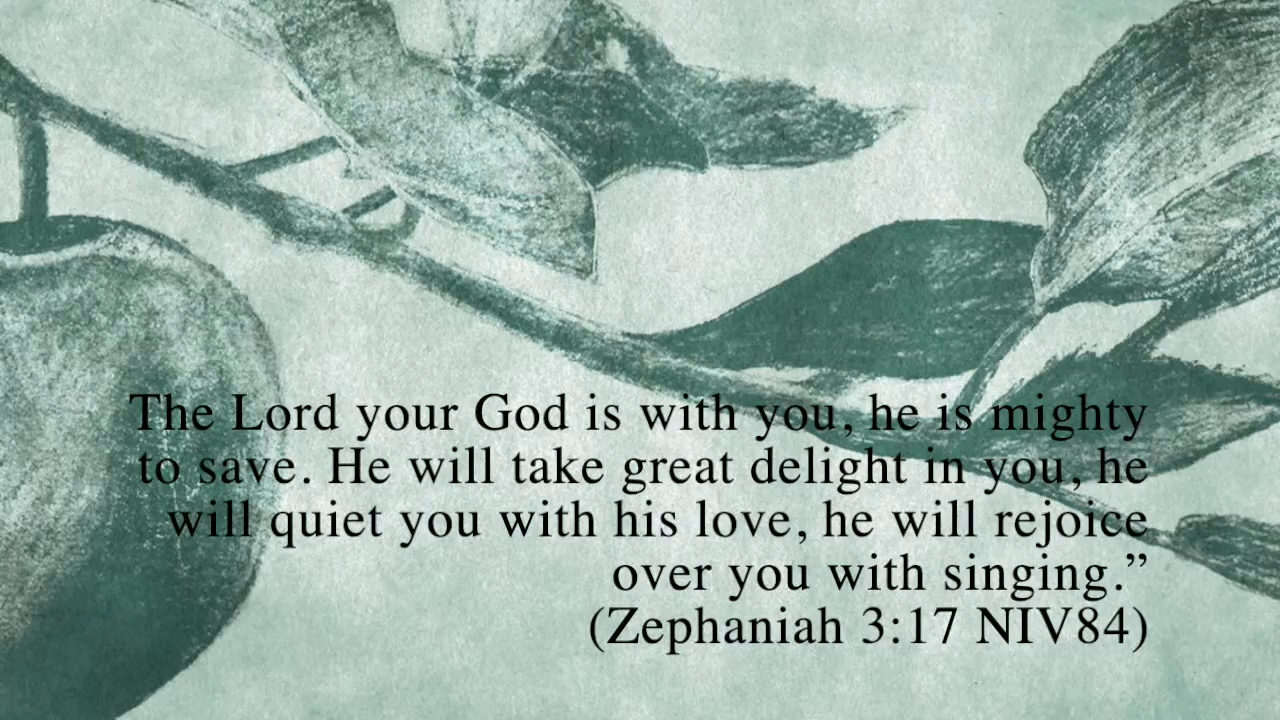 The Lord your God is with you, he is mighty
to save. He will take great delight in you, he
will quiet you with his love, he will rejoice
over you with singing.”
(Zephaniah 3:17 NIV84)